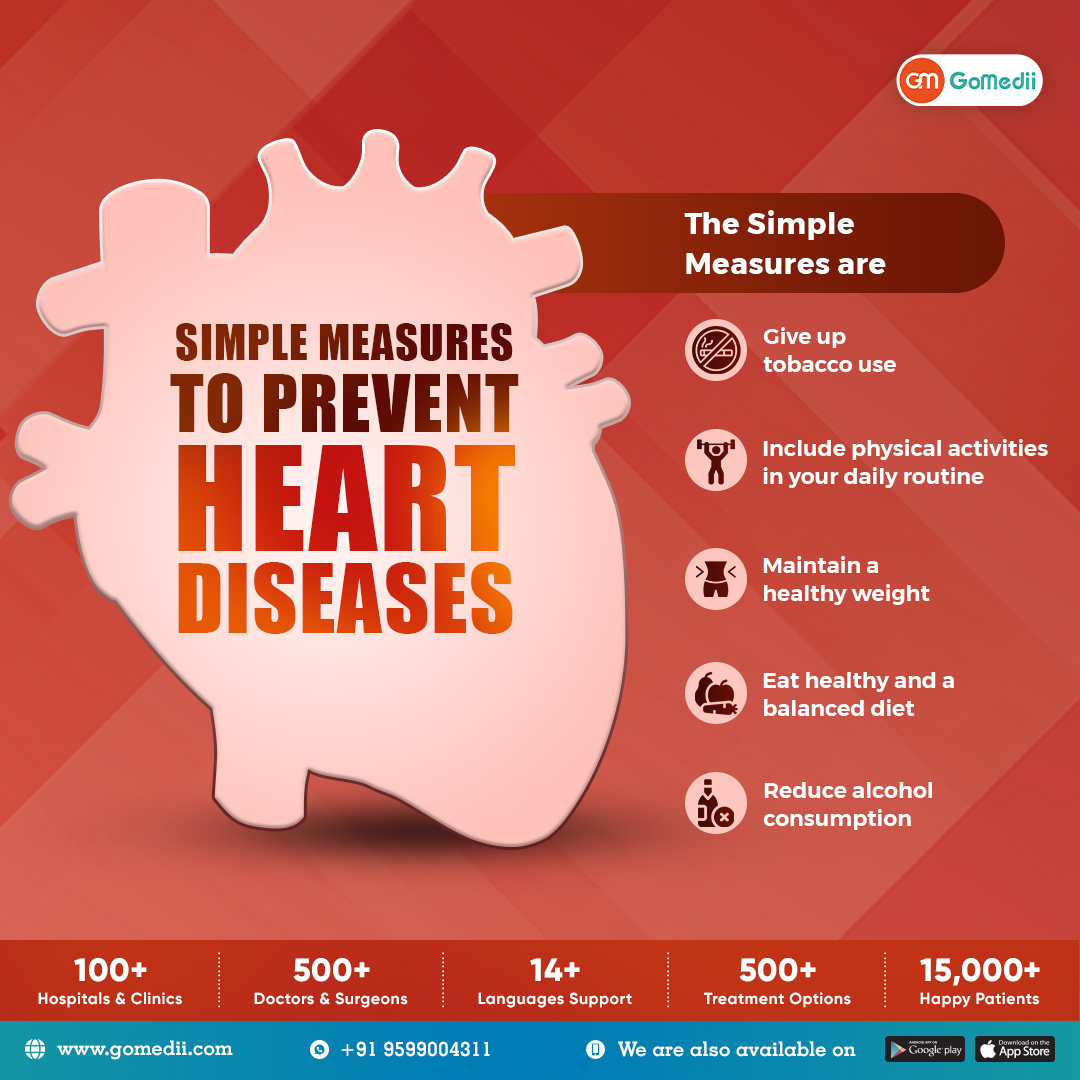 GM GoMedii
SIMPLE MEASURES
TO PREVENT
HEART
DISEASES
The Simple
Measures are
Give up
tobacco use
Include physical activities
in your daily routine
Maintain a
healthy weight
Eat healthy and a
balanced diet
Reduce alcohol
consumption
100+
Hospitals & Clinics
500+
Doctors & Surgeons
14+
Languages Support
500+
Treatment Options
15,000+
Happy Patients
www.gomedii.com
+91 9599004311
We are also available on
ANDROID APP ON
Google play
Download on the
App Store